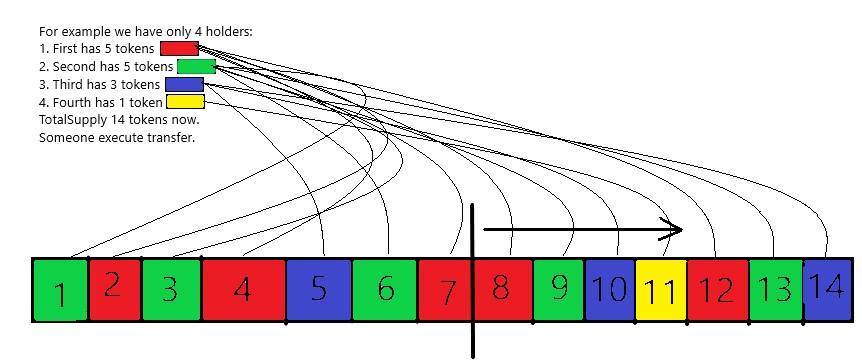 For example we have only 4 holders:
1. First has 5 tokens
2. Second has 5 tokens
3. Third has 3 tokens
4. Fourth has 1 token
TotalSupply 14 tokens now.
Someone execute transfer.
1 2 3 4 5 6 7 8 9 10 11 12 13 14